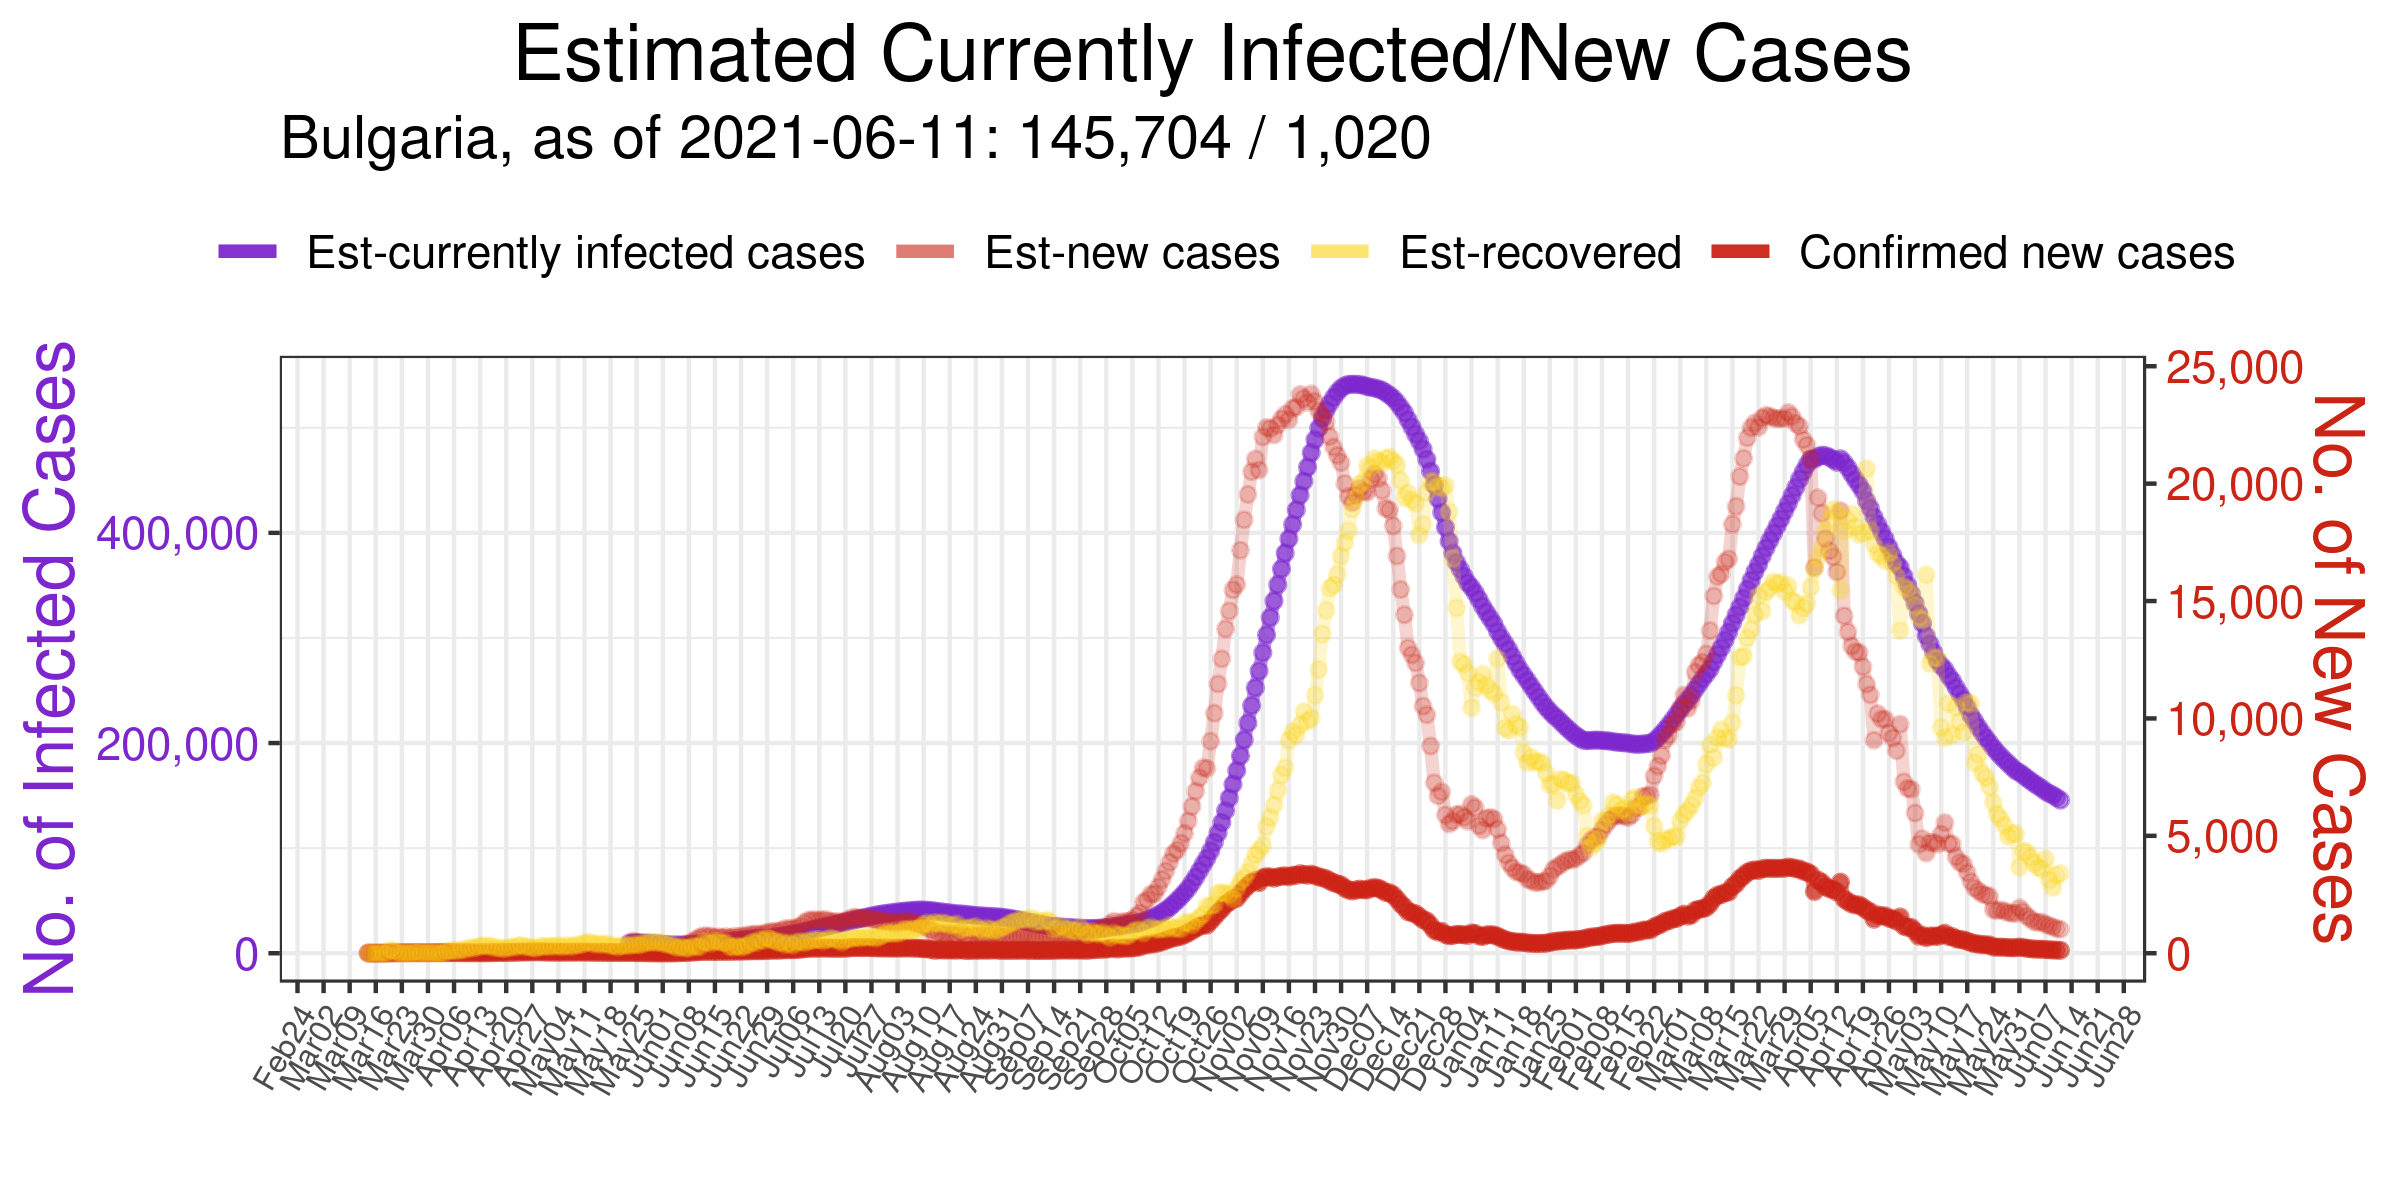 Estimated Currently Infected/New Cases
Bulgaria, as of 2021-06-11: 145,704 / 1,020
Est-currently infected cases Est-new cases Est-recovered Confirmed new cases
No. of Infected Cases
400,000
200,000
0
25,000
20,000
15,000
10,000
5,000
0
No. of New Cases
Feb24 Mar02 Mar09 Mar16 Mar23 Mar30 Apr06 Apr13 Apr20 Apr27 May04 May11 May18 May25 Jun01 Jun08 Jun15 Jun22 Jun29 Jul06 Jul13 Jul20 Jul27 Aug03 Aug10 Aug17 Aug24 Aug31 Sep07 Sep14 Sep21 Sep28 Oct05 Oct12 Oct19 Oct26 Nov02 Nov09 Nov16 Nov23 Nov30 Dec07 Dec14 Dec21 Dec28 Jan04 Jan11 Jan18 Jan25 Feb01 Feb08 Feb15 Feb22 Mar01 Mar08 Mar15 Mar22 Mar29 Apr05 Apr12 Apr19 Apr26 May03 May10 May17 May24 May31 Jun07 Jun14 Jun21 Jun28